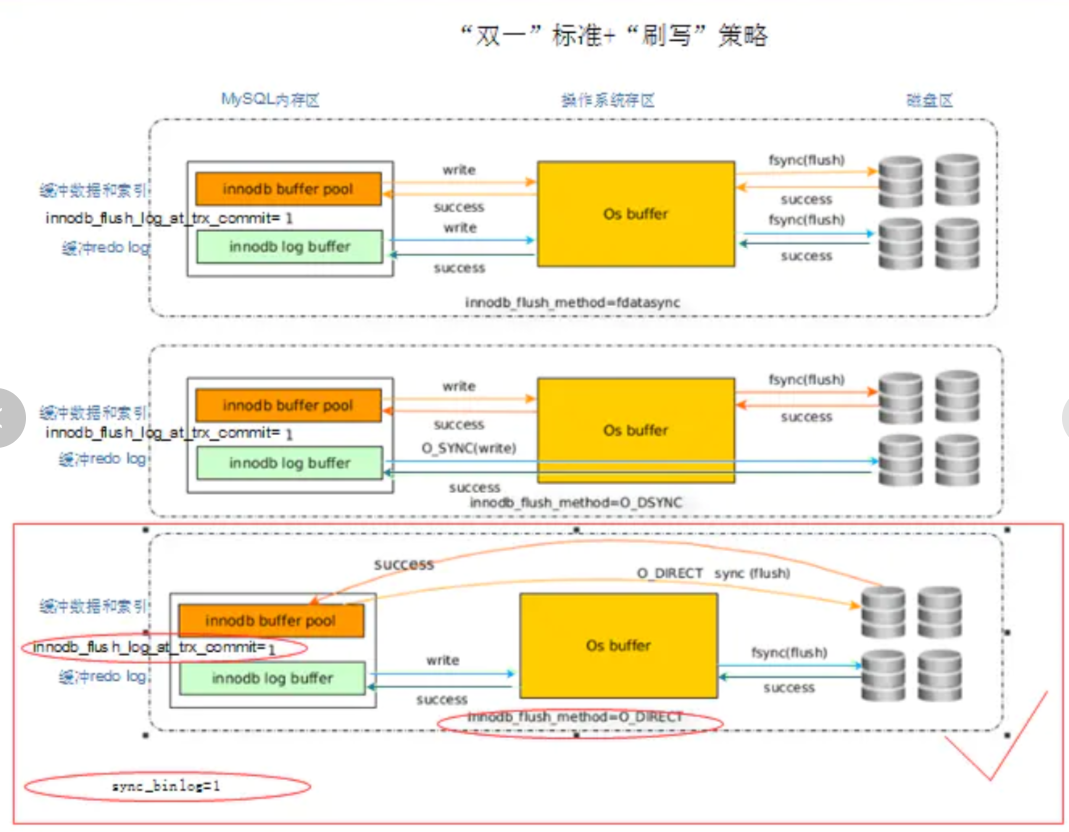 “双一”标准+“刷写”策略
MySQL内存区
操作系统存区
磁盘区
缓冲数据和索引
innodb buffer pool
innodb_flush_log_at_trx_commit= 1
缓冲redo log
innodb log buffer
write
success
write
success
Os buffer
fsync(flush)
success
fsync(flush)
success
innodb_flush_method=fdatasync
缓冲数据和索引
innodb buffer pool
innodb_flush_log_at_trx_commit= 1
缓冲redo log
innodb log buffer
write
success
O_SYNC(write)
success
Os buffer
fsync(flush)
success
innodb_flush_method=O_DSYNC
success
O_DIRECT sync (flush)
缓冲数据和索引
innodb buffer pool
innodb_flush_log_at_trx_commit=1
缓冲redo log
innodb log buffer
write
success
Os buffer
fsync(flush)
success
innodb_flush_method=O_DIRECT
sync_binlog=1